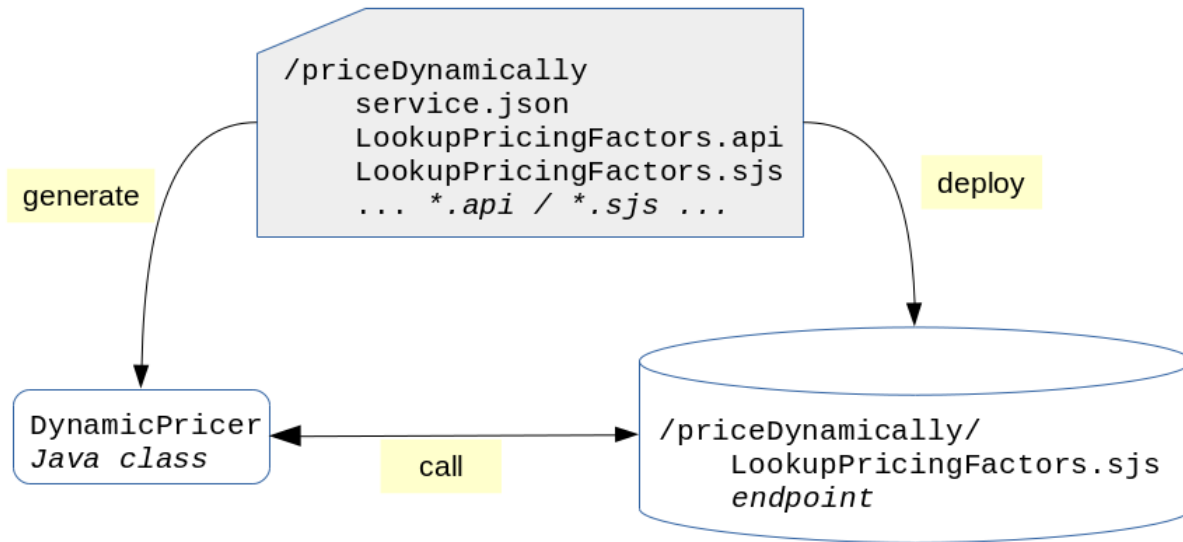 /priceDynamically
service.json
LookupPricingFactors.api
LookupPricingFactors.sjs
... *.api / *.sjs ...
generate
deploy
DynamicPricer
Java class
call
/priceDynamically/
LookupPricingFactors.sjs
endpoint